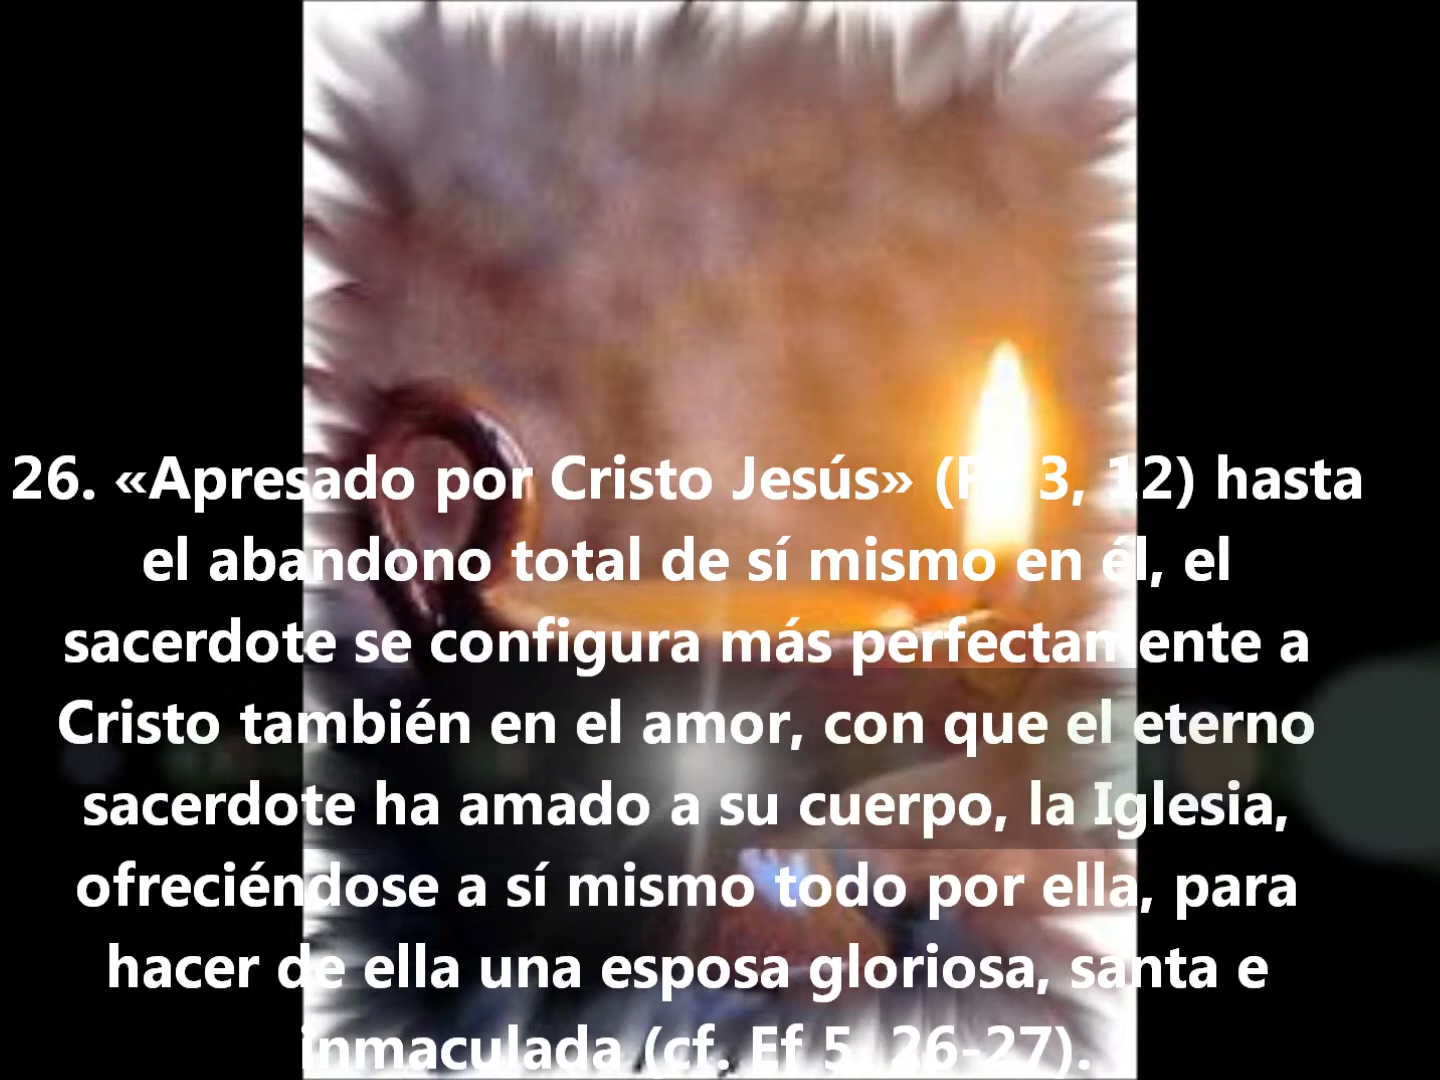 26. «Apresado por Cristo Jesús» (F 3, 12) hasta
el abandono total de sí mismo en él, el
sacerdote se configura más perfectamente a
Cristo también en el amor, con que el eterno
sacerdote ha amado a su cuerpo, la Iglesia,
ofreciéndose a sí mismo todo por ella, para
hacer de ella una esposa gloriosa, santa e
inmaculada (cf. Ef 5, 26-27).